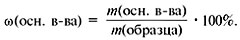 ω(осн. в-ва) = m(осн. в-ва) / m(образца) · 100%.